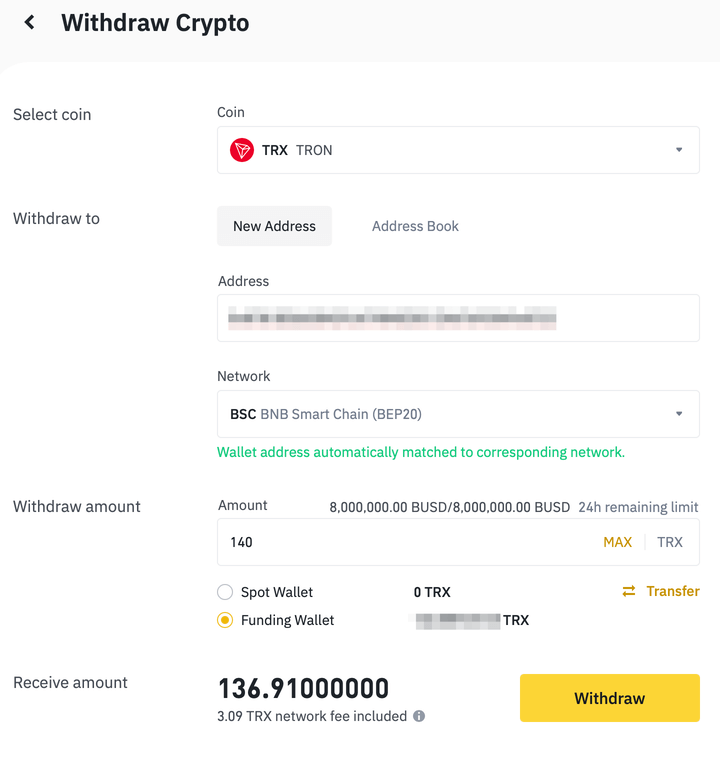 Withdraw Crypto
Select coin
Coin
TRX TRON
Withdraw to
New Address Address Book
Address
Network
BSC BNB Smart Chain (BEP20)
Wallet address automatically matched to corresponding network.
Withdraw amount
Amount 8,000,000.00 BUSD/8,000,000.00 BUSD 24h remaining limit
140 MAX TRX
Spot Wallet 0 TRX Transfer
Funding Wallet TRX
Receive amount
136.91000000
3.09 TRX network fee included
Withdraw